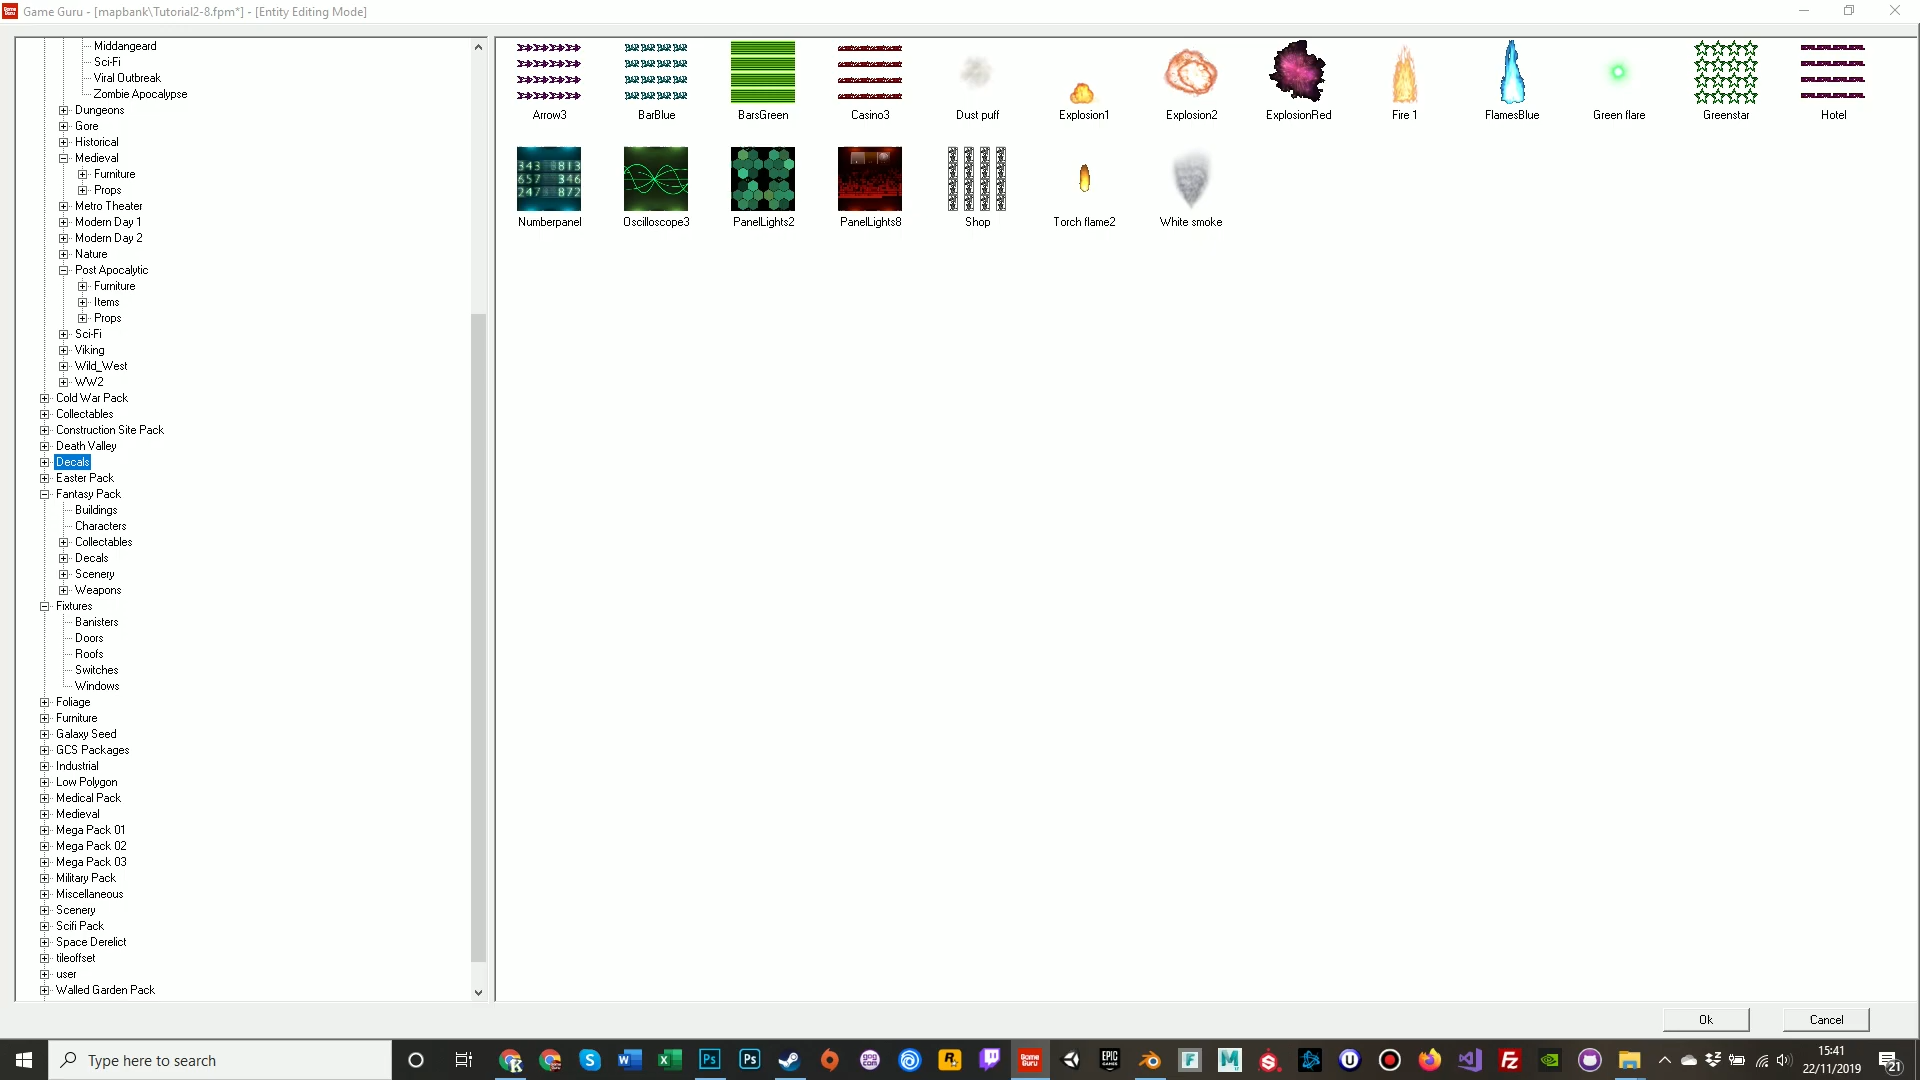 Game Guru - [mapbank\Tutorial2-8.fpm*] - [Entity Editing Mode]
Middangeard
Sci-Fi
Viral Outbreak
Zombie Apocalypse
Dungeons
Gore
Historical
Medieval
Furniture
Props
Metro Theater
Modern Day 1
Modern Day 2
Nature
Post Apocalytic
Furniture
Items
Props
Sci-Fi
Viking
Wild_West
WW2
Cold War Pack
Collectables
Construction Site Pack
Death Valley
Decals
Easter Pack
Fantasy Pack
Buildings
Characters
Collectables
Decals
Scenery
Weapons
Fixtures
Banisters
Doors
Roofs
Switches
Windows
Foliage
Furniture
Galaxy Seed
GCS Packages
Industrial
Low Polygon
Medical Pack
Medieval
Mega Pack 01
Mega Pack 02
Mega Pack 03
Military Pack
Miscellaneous
Scenery
Scifi Pack
Space Derelict
tileoffset
user
Walled Garden Pack
Arrow3 BarBlue BarsGreen Casino3 Dust puff Explosion1 Explosion2 ExplosionRed Fire 1 FlamesBlue Green flare Greenstar Hotel
343 813
657 346
247 872
Numberpanel Oscilloscope3 PanelLights2 PanelLights8 Shop Torch flame2 White smoke
Ok Cancel
Type here to search
15:41
22/11/2019
21